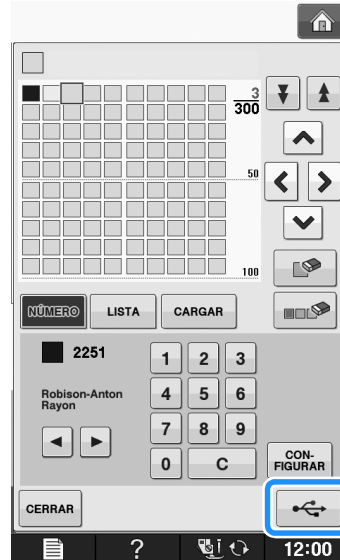 3
300
50
100
NÚMERO LISTA CARGAR
2251
Robison-Anton
Rayon
1 2 3
4 5 6
7 8 9
0 C
CON-
FIGURAR
CERRAR
? 12:00